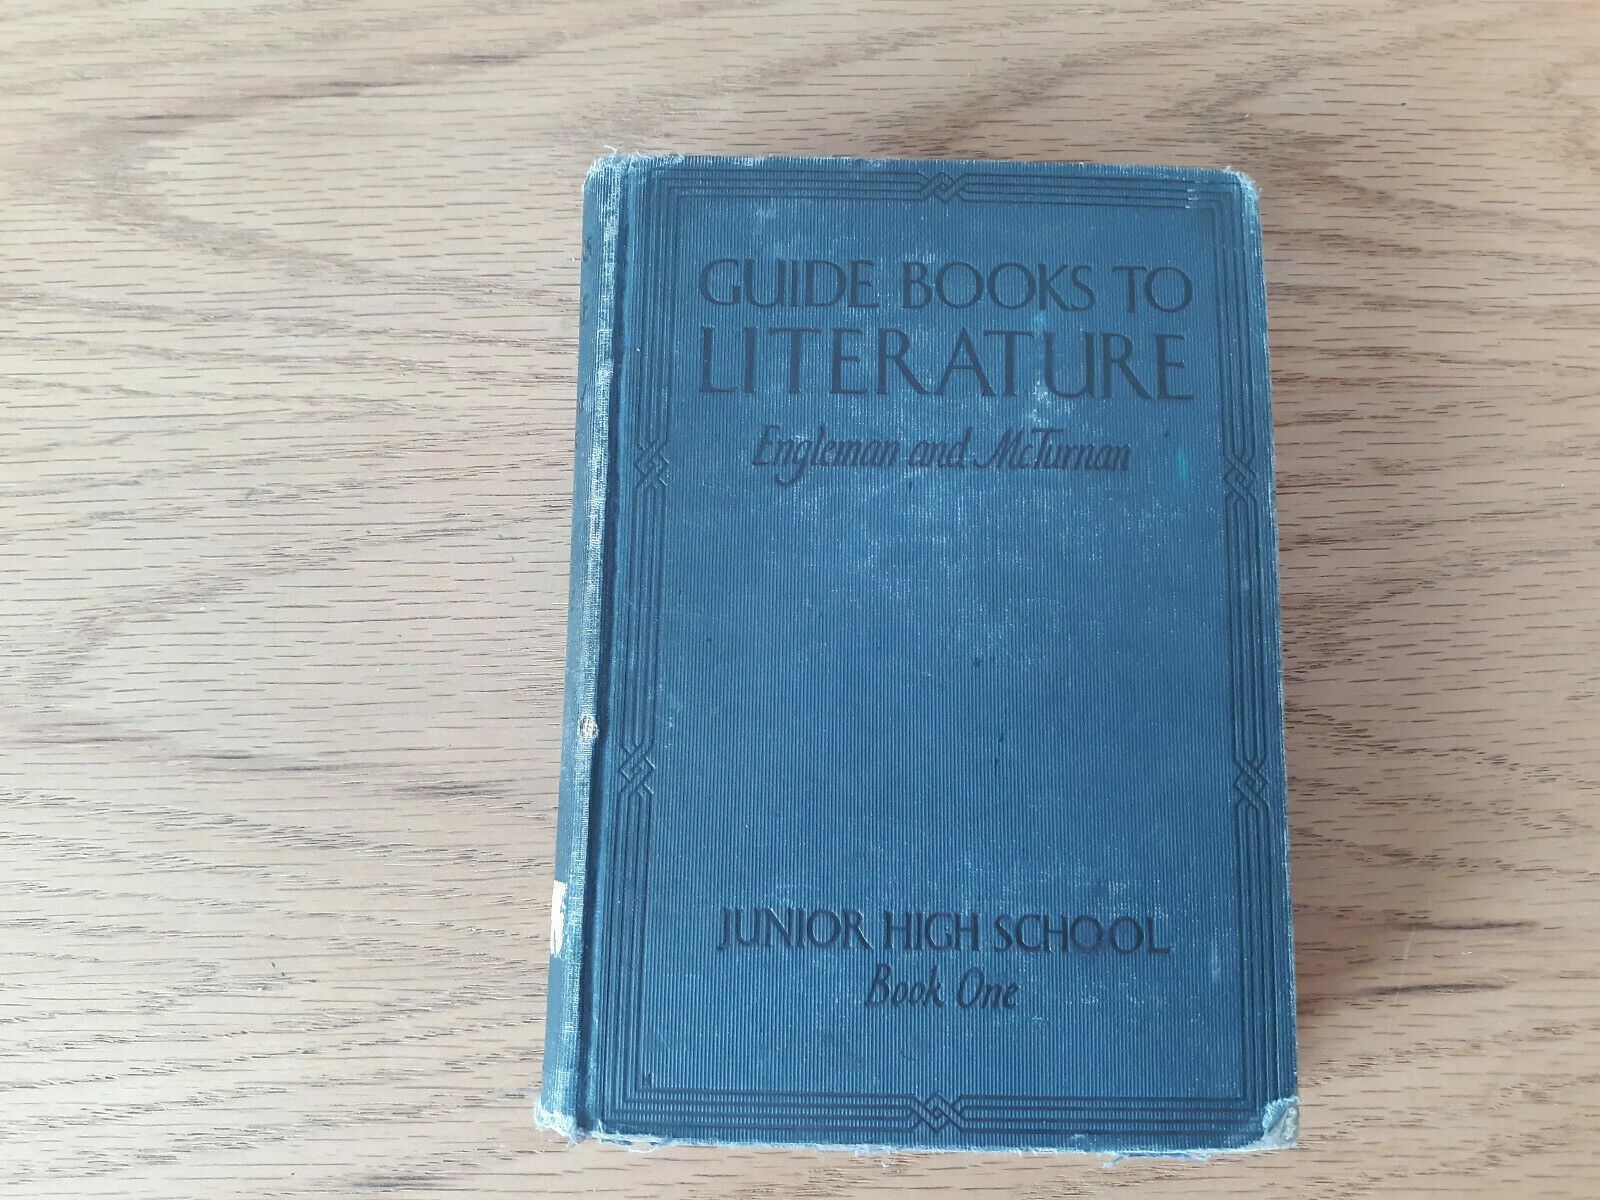 GUIDE BOOKS TO
LITERATURE
Engleman and McTurnan
JUNIOR HIGH SCHOOL
Book One